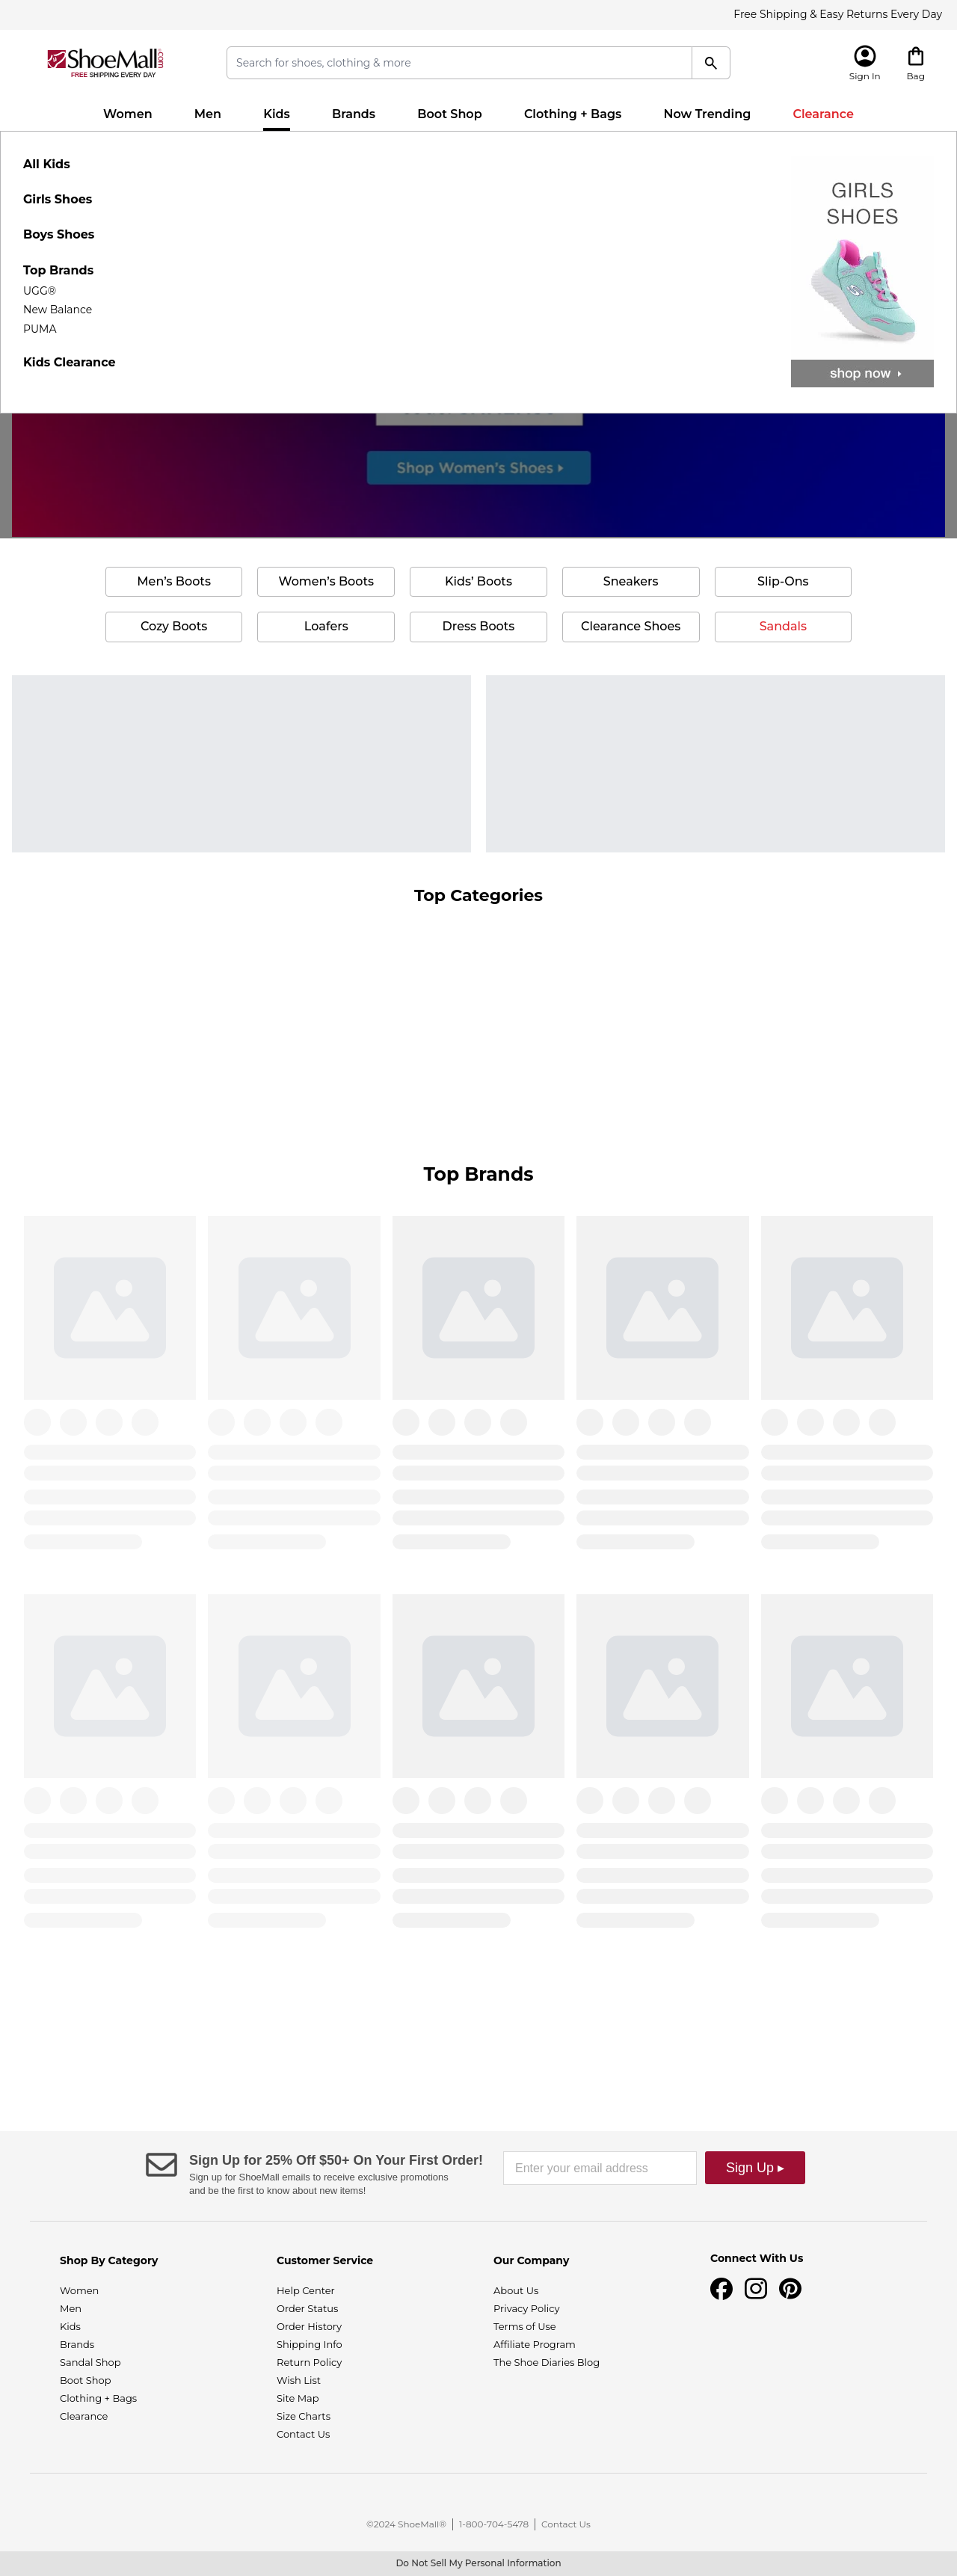 Free Shipping & Easy Returns Every Day
ShoeMall.com
FREE SHIPPING EVERY DAY
Search for shoes, clothing & more
Sign In
Bag
Women
Men
Kids
Brands
Boot Shop
Clothing + Bags
Now Trending
Clearance
All Kids
Girls Shoes
Boys Shoes
Top Brands
UGG®
New Balance
PUMA
Kids Clearance
GIRLS
SHOES
shop now
Shop Women's Shoes
Men's Boots
Women's Boots
Kids' Boots
Sneakers
Slip-Ons
Cozy Boots
Loafers
Dress Boots
Clearance Shoes
Sandals
Top Categories
Top Brands
Sign Up for 25% Off $50+ On Your First Order!
Sign up for ShoeMall emails to receive exclusive promotions
and be the first to know about new items!
Enter your email address
Sign Up ▸
Shop By Category
Women
Men
Kids
Brands
Sandal Shop
Boot Shop
Clothing + Bags
Clearance
Customer Service
Help Center
Order Status
Order History
Shipping Info
Return Policy
Wish List
Site Map
Size Charts
Contact Us
Our Company
About Us
Privacy Policy
Terms of Use
Affiliate Program
The Shoe Diaries Blog
Connect With Us
©2024 ShoeMall®
1-800-704-5478
Contact Us
Do Not Sell My Personal Information